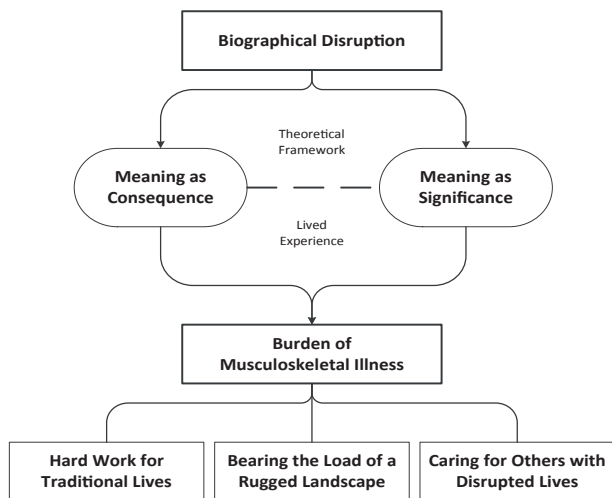 Biographical Disruption
Theoretical
Framework
Meaning as
Consequence
Meaning as
Significance
Lived
Experience
Burden of
Musculoskeletal Illness
Hard Work for
Traditional Lives
Bearing the Load of a
Rugged Landscape
Caring for Others with
Disrupted Lives